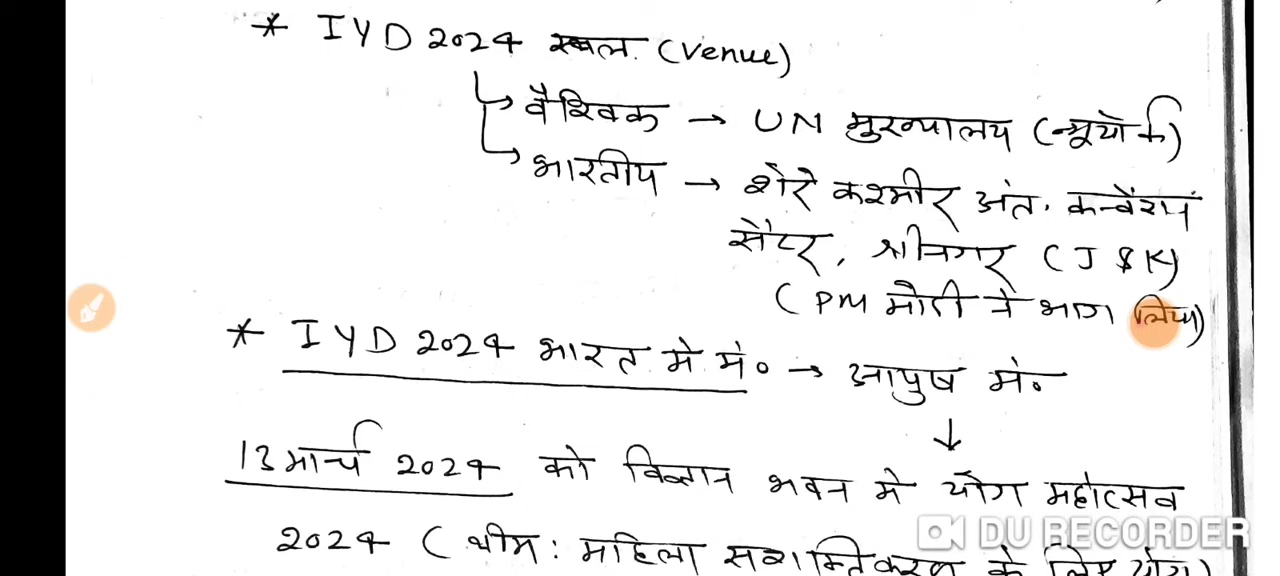 * IYD 2024 स्थल (Venue)
वैश्विक → UN मुख्यालय (न्यूयॉर्क)
भारतीय → शेरे कश्मीर अंत. कन्वेंशन
सेंटर, श्रीनगर (J & K)
(PM मोदी ने भाग लिया)
* IYD 2024 भारत मे मं० → आयुष मं०
↓
13 मार्च 2024 को विज्ञान भवन मे योग महोत्सव
DU RECORDER
2024 (थीम: महिला सशक्तिकरण के लिए योग)